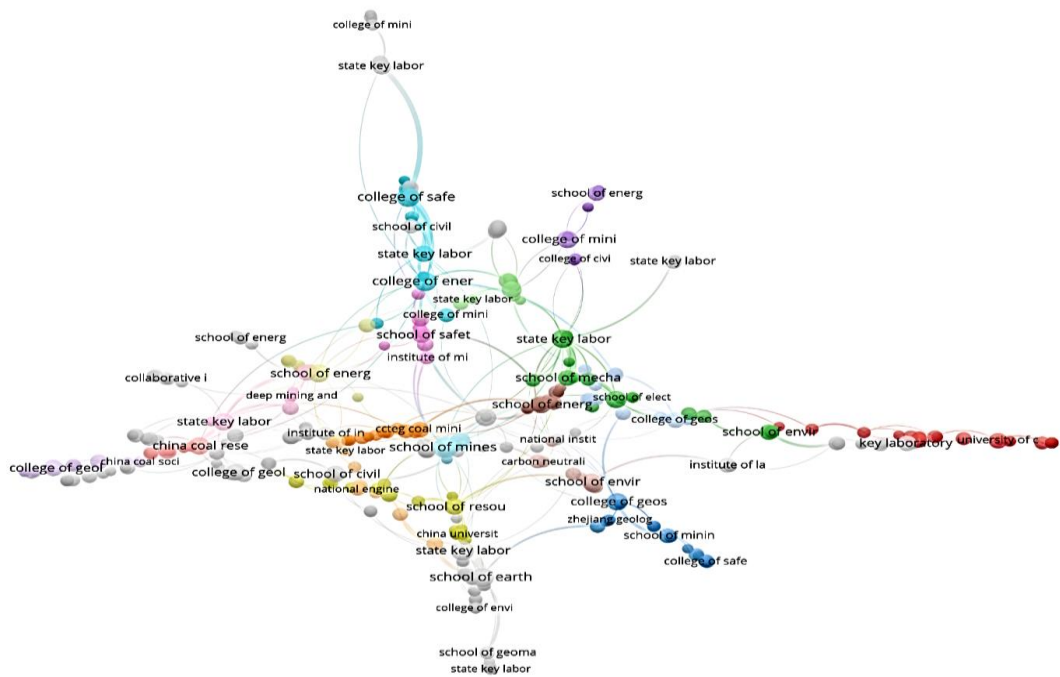 college of mini
state key labor
college of safe
school of energ
school of civil
college of mini
state key labor
college of civi
state key labor
college of ener
state key labor
college of mini
school of safet
school of energ
state key labor
institute of mi
school of energ
collaborative i
school of mecha
deep mining and
school of elect
school of energ
state key labor
college of geos
institute of in
ccteg coal mini
school of envir
national instit
china coal rese
state key labor
school of mines
key laboratory
university of c
china coal soci
carbon neutrali
institute of la
college of geol
college of geol
school of civil
school of envir
national engine
college of geos
school of resou
zhejiang geolog
china universit
school of minin
state key labor
college of safe
school of earth
college of envi
school of geoma
state key labor